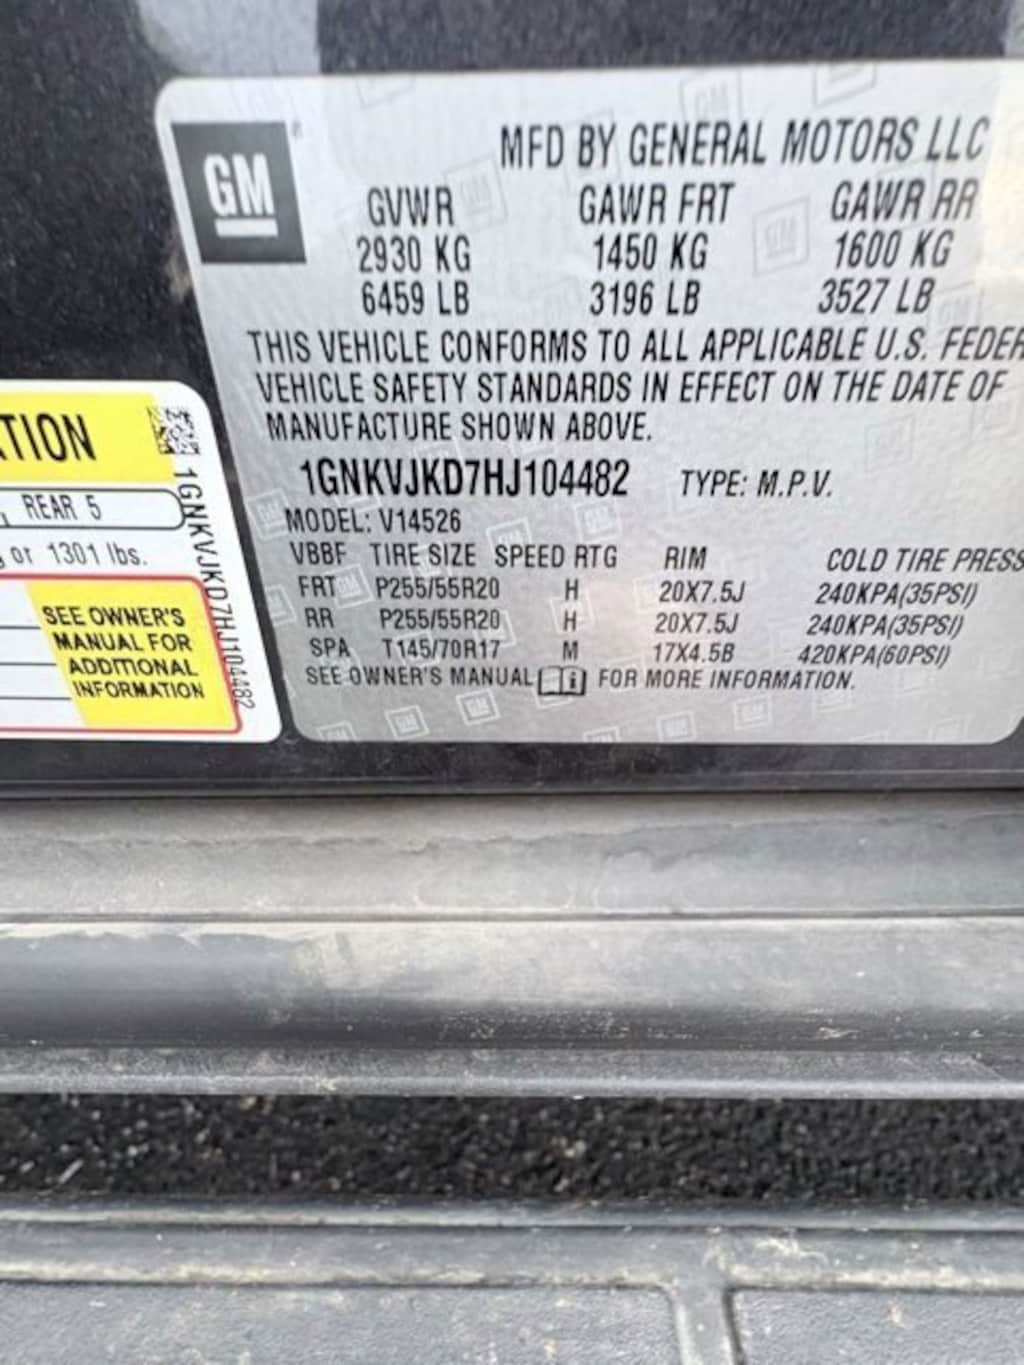 GM
MFD BY GENERAL MOTORS LLC
GVWR GAWR FRT GAWR RR
2930 KG 1450 KG 1600 KG
6459 LB 3196 LB 3527 LB
THIS VEHICLE CONFORMS TO ALL APPLICABLE U.S. FEDER
VEHICLE SAFETY STANDARDS IN EFFECT ON THE DATE OF
MANUFACTURE SHOWN ABOVE.
1GNKVJKD7HJ104482 TYPE: M.P.V.
MODEL: V14526
VBBF TIRE SIZE SPEED RTG RIM COLD TIRE PRESS
FRT P255/55R20 H 20X7.5J 240KPA(35PSI)
RR P255/55R20 H 20X7.5J 240KPA(35PSI)
SPA T145/70R17 M 17X4.5B 420KPA(60PSI)
SEE OWNER'S MANUAL FOR MORE INFORMATION.
TION
REAR 5
or 1301 lbs.
SEE OWNER'S
MANUAL FOR
ADDITIONAL
INFORMATION
1GNKVJKD7HJ104482